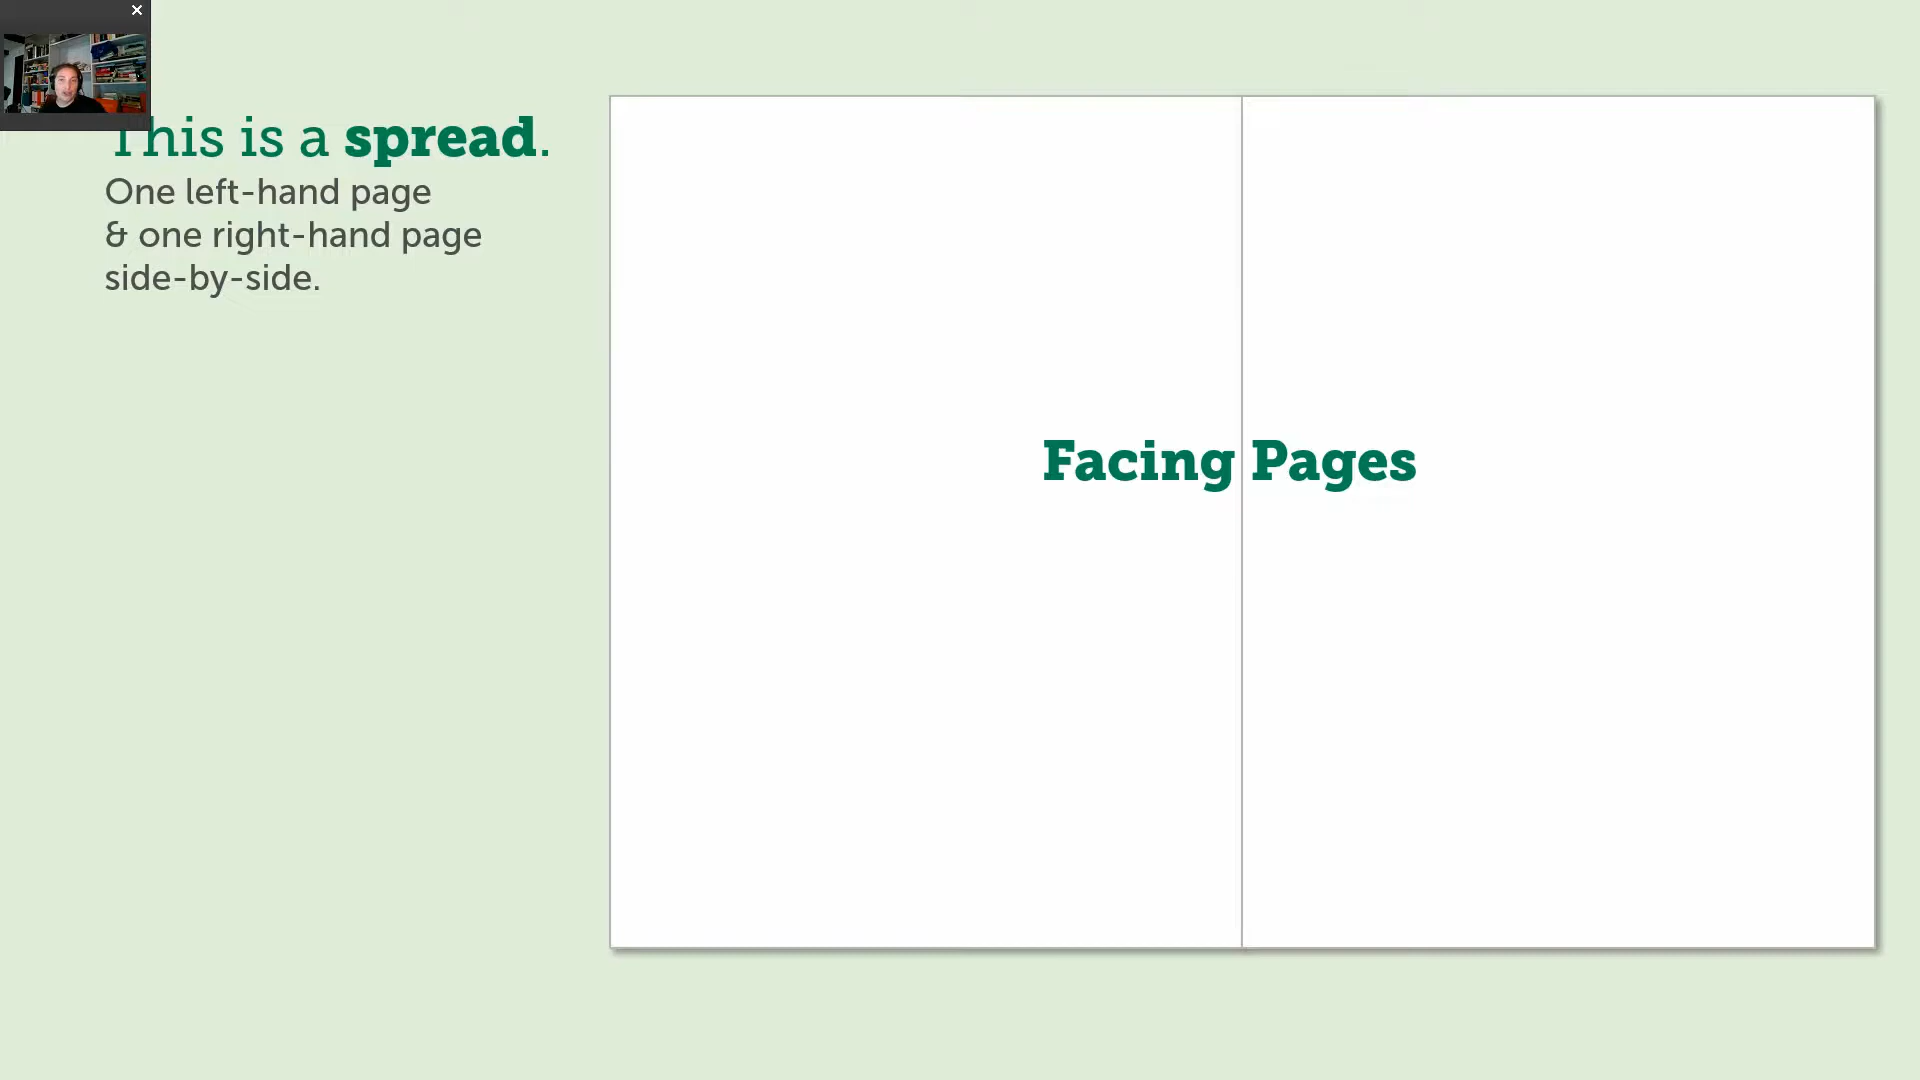 This is a spread.
One left-hand page
& one right-hand page
side-by-side.
Facing Pages